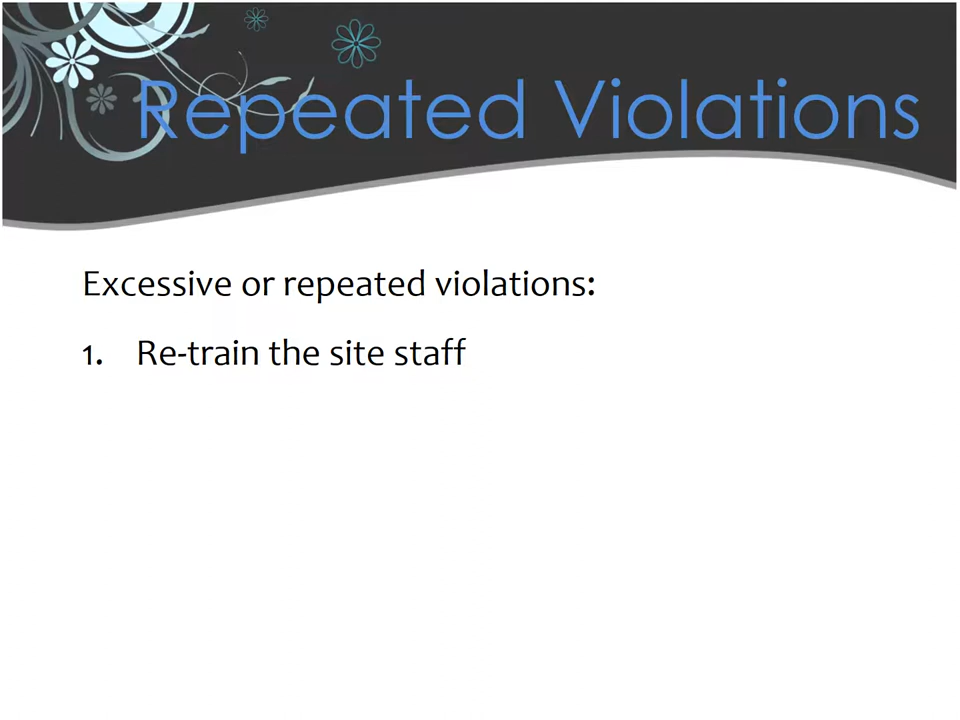 Repeated Violations
Excessive or repeated violations:
1. Re-train the site staff